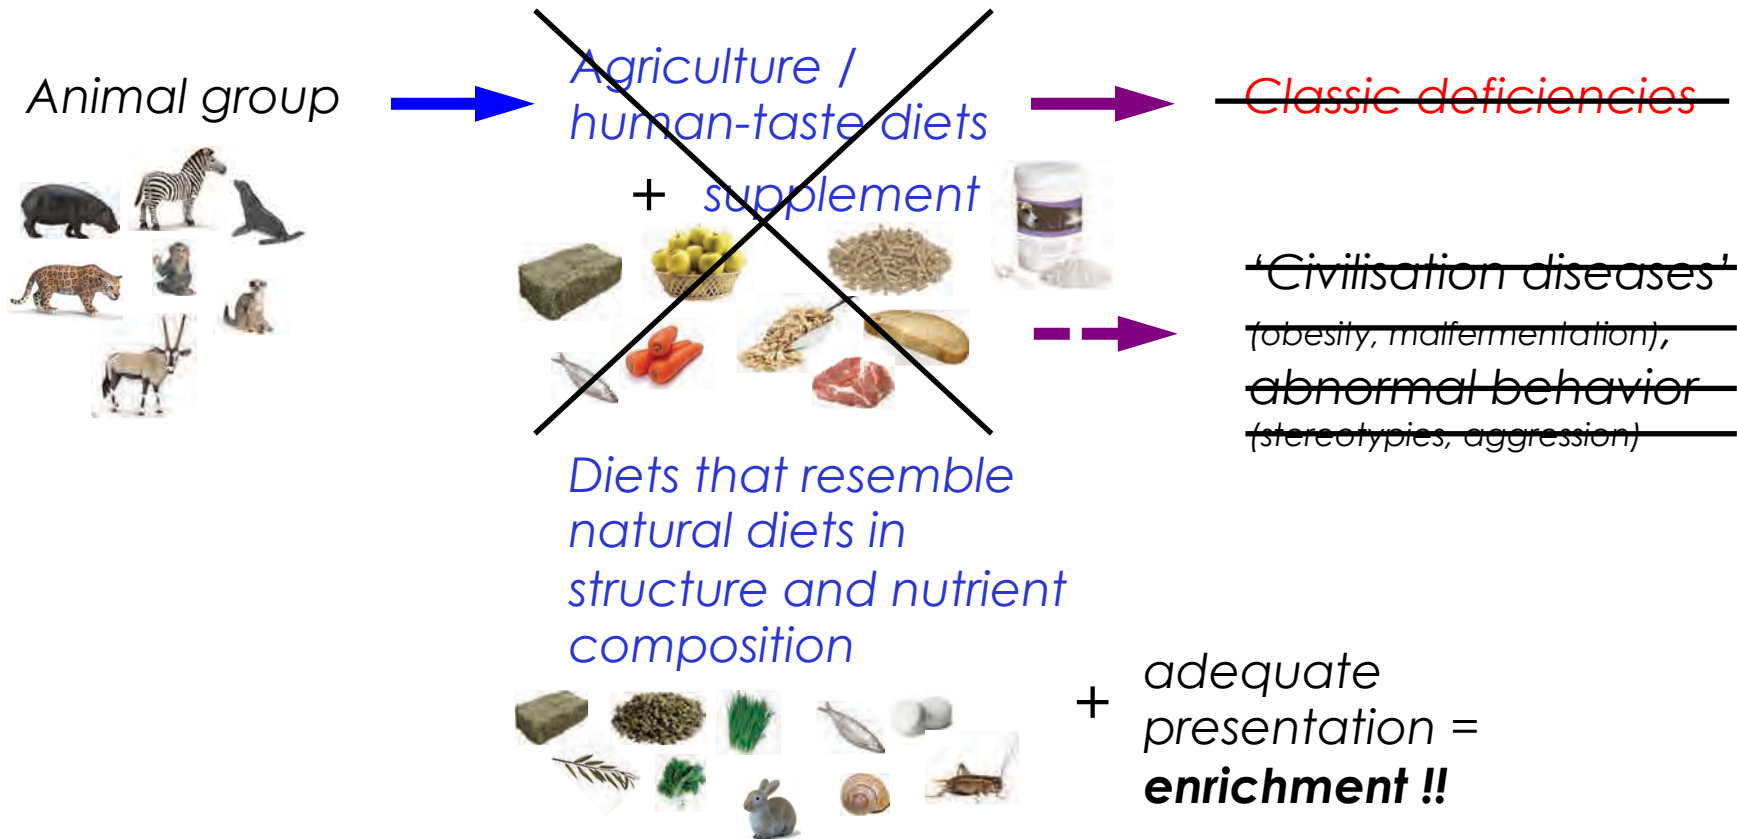 Animal group
Agriculture /
human-taste diets
+ supplement
Classic deficiencies
‘Civilisation diseases’
(obesity, malfermentation),
abnormal behavior
(stereotypies, aggression)
Diets that resemble
natural diets in
structure and nutrient
composition
+ adequate
presentation =
enrichment !!